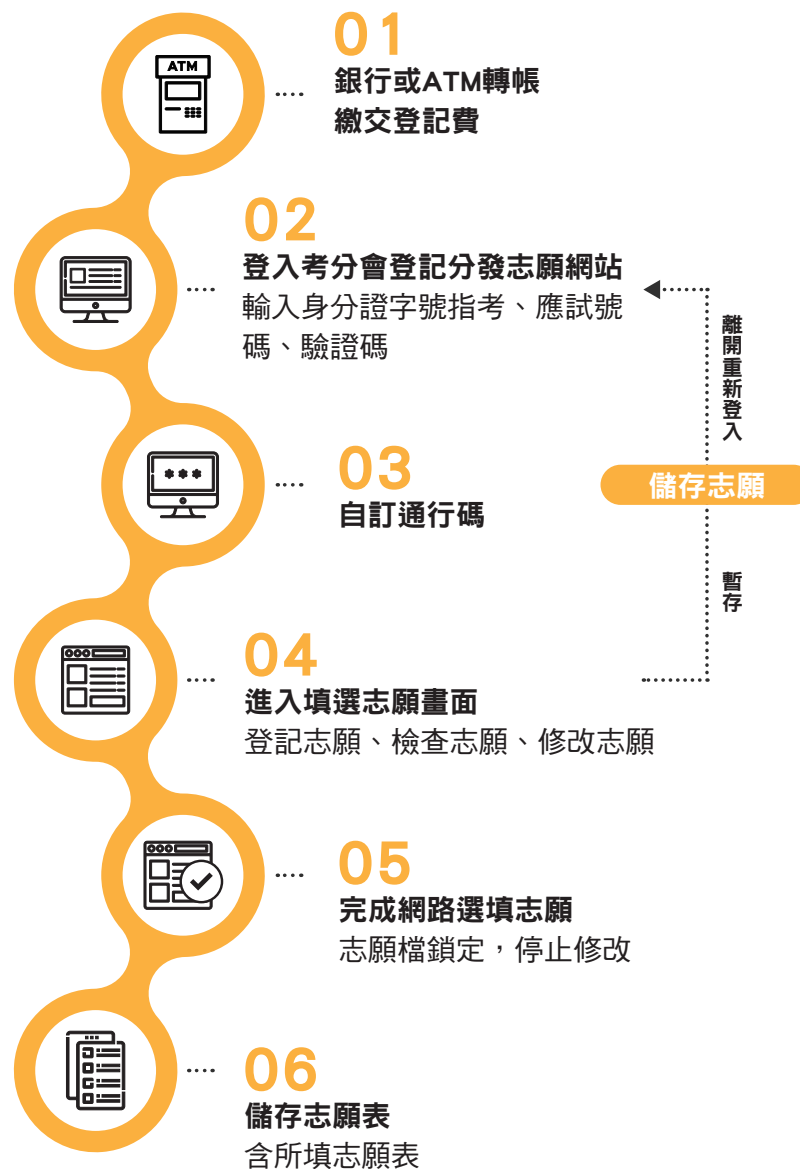 ATM
01
銀行或ATM轉帳
繳交登記費
02
登入考分會登記分發志願網站
輸入身分證字號指考、應試號
碼、驗證碼
離開重新登入
***
03
自訂通行碼
儲存志願
暫存
04
進入填選志願畫面
登記志願、檢查志願、修改志願
05
完成網路選填志願
志願檔鎖定，停止修改
06
儲存志願表
含所填志願表